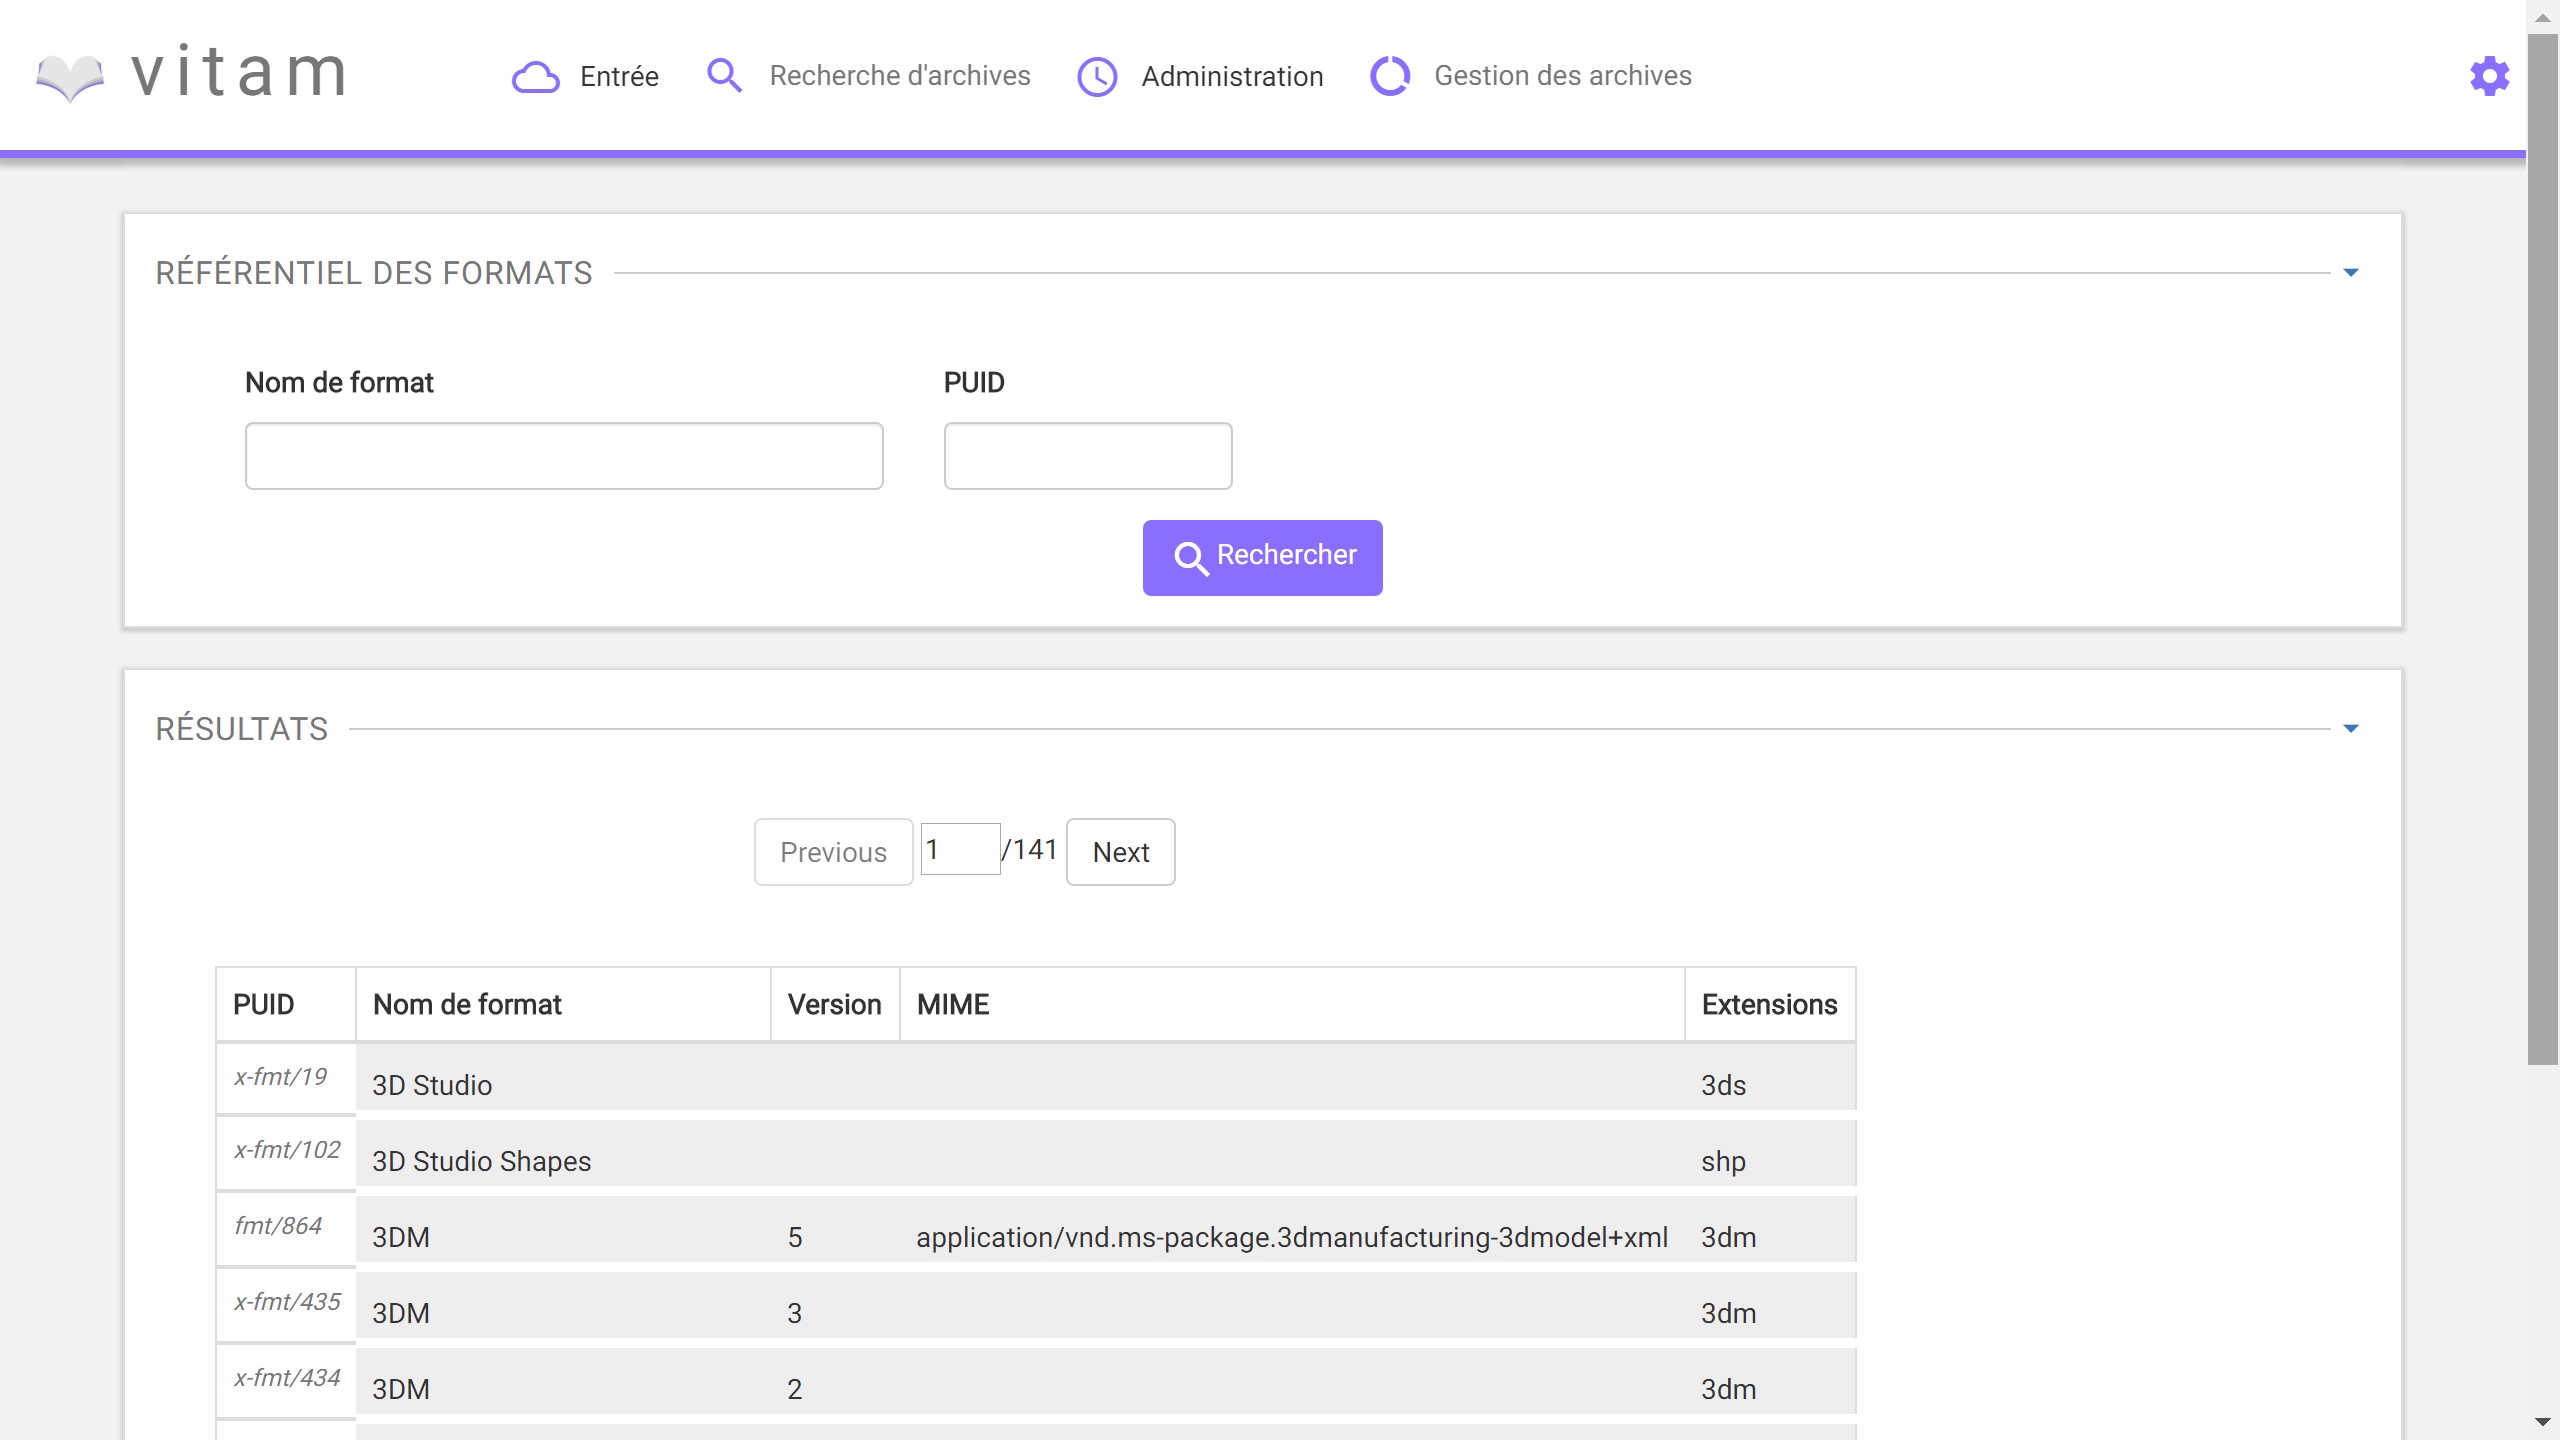 vitam
Entrée
Recherche d'archives
Administration
Gestion des archives
RÉFÉRENTIEL DES FORMATS
Nom de format
PUID
Rechercher
RÉSULTATS
Previous 1 /141 Next
PUID Nom de format Version MIME Extensions
x-fmt/19 3D Studio 3ds
x-fmt/102 3D Studio Shapes shp
fmt/864 3DM 5 application/vnd.ms-package.3dmanufacturing-3dmodel+xml 3dm
x-fmt/435 3DM 3 3dm
x-fmt/434 3DM 2 3dm